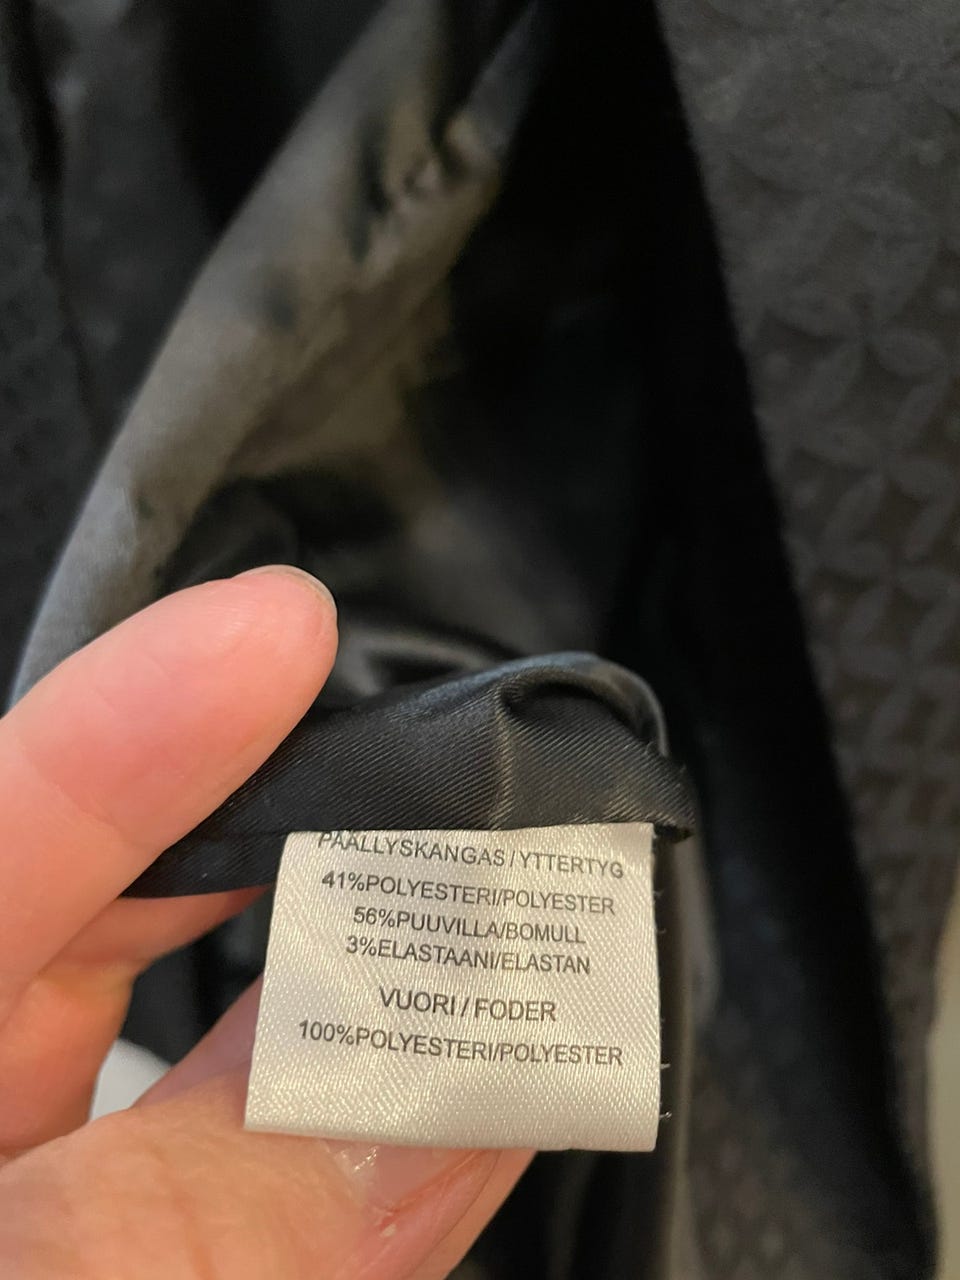 PÄÄLLYSKANGAS/YTTERTYG
41%POLYESTERI/POLYESTER
56%PUUVILLA/BOMULL
3%ELASTAANI/ELASTAN
VUORI/FODER
100%POLYESTERI/POLYESTER